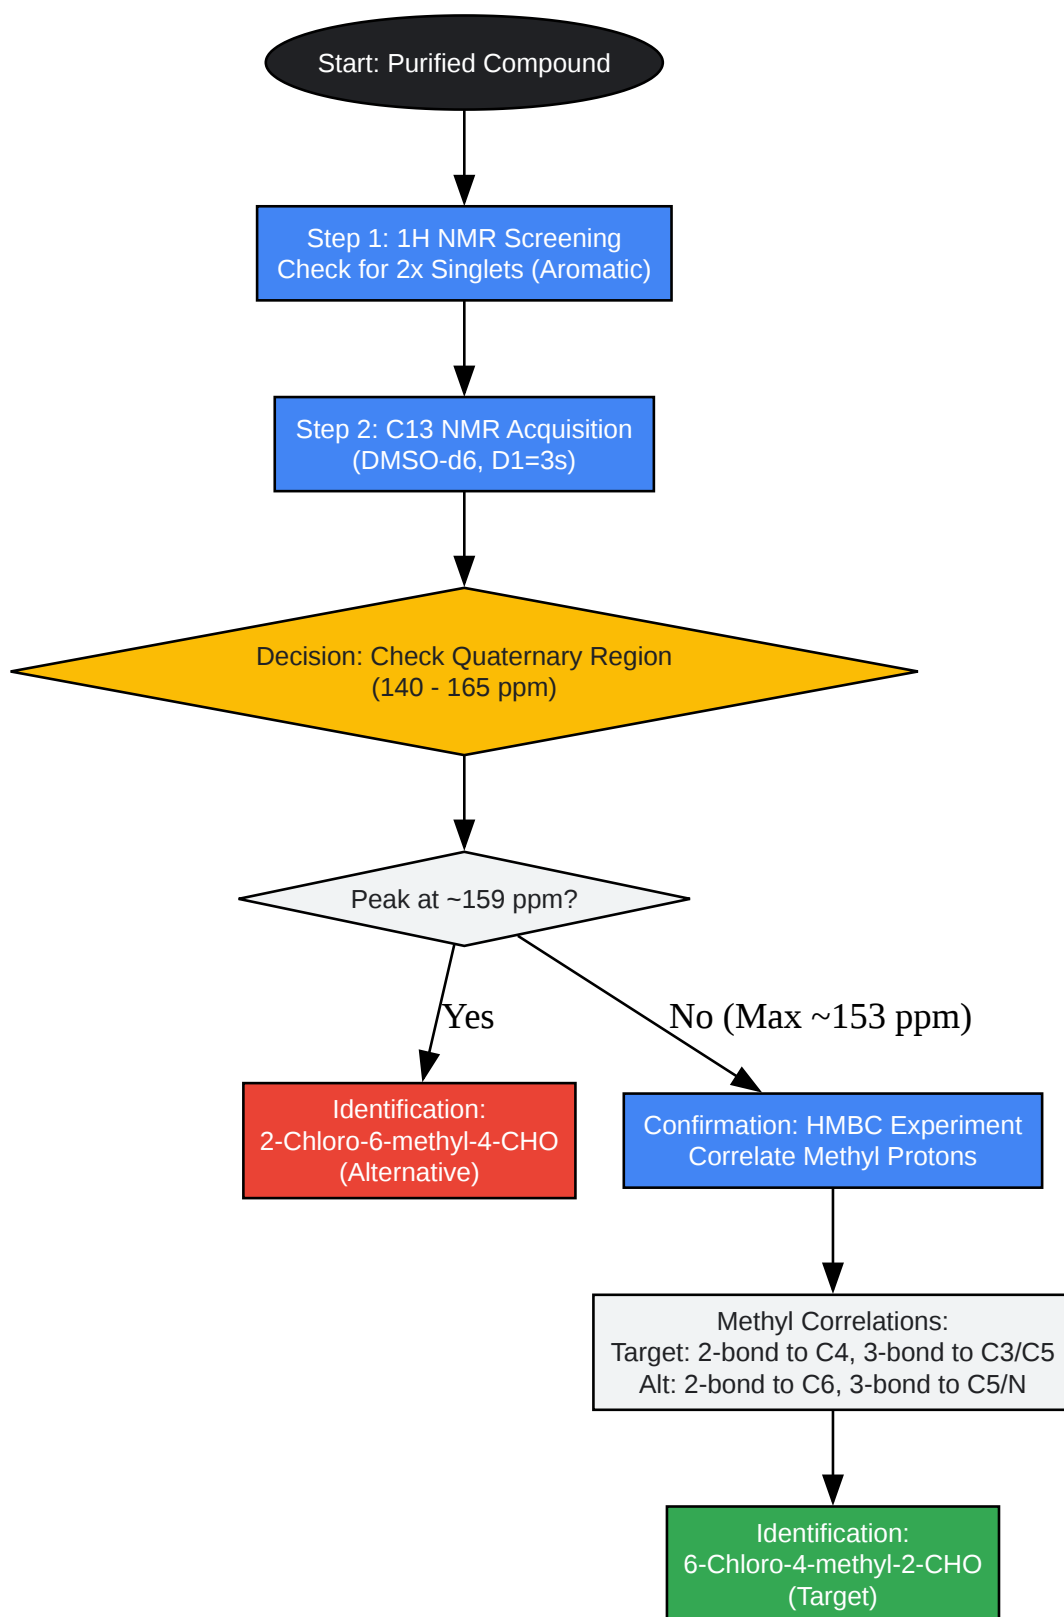 Start: Purified Compound
Step 1: 1H NMR Screening
Check for 2x Singlets (Aromatic)
Step 2: C13 NMR Acquisition
(DMSO-d6, D1=3s)
Decision: Check Quaternary Region
(140 - 165 ppm)
Peak at ~159 ppm?
Yes
No (Max ~153 ppm)
Identification:
2-Chloro-6-methyl-4-CHO
(Alternative)
Confirmation: HMBC Experiment
Correlate Methyl Protons
Methyl Correlations:
Target: 2-bond to C4, 3-bond to C3/C5
Alt: 2-bond to C6, 3-bond to C5/N
Identification:
6-Chloro-4-methyl-2-CHO
(Target)